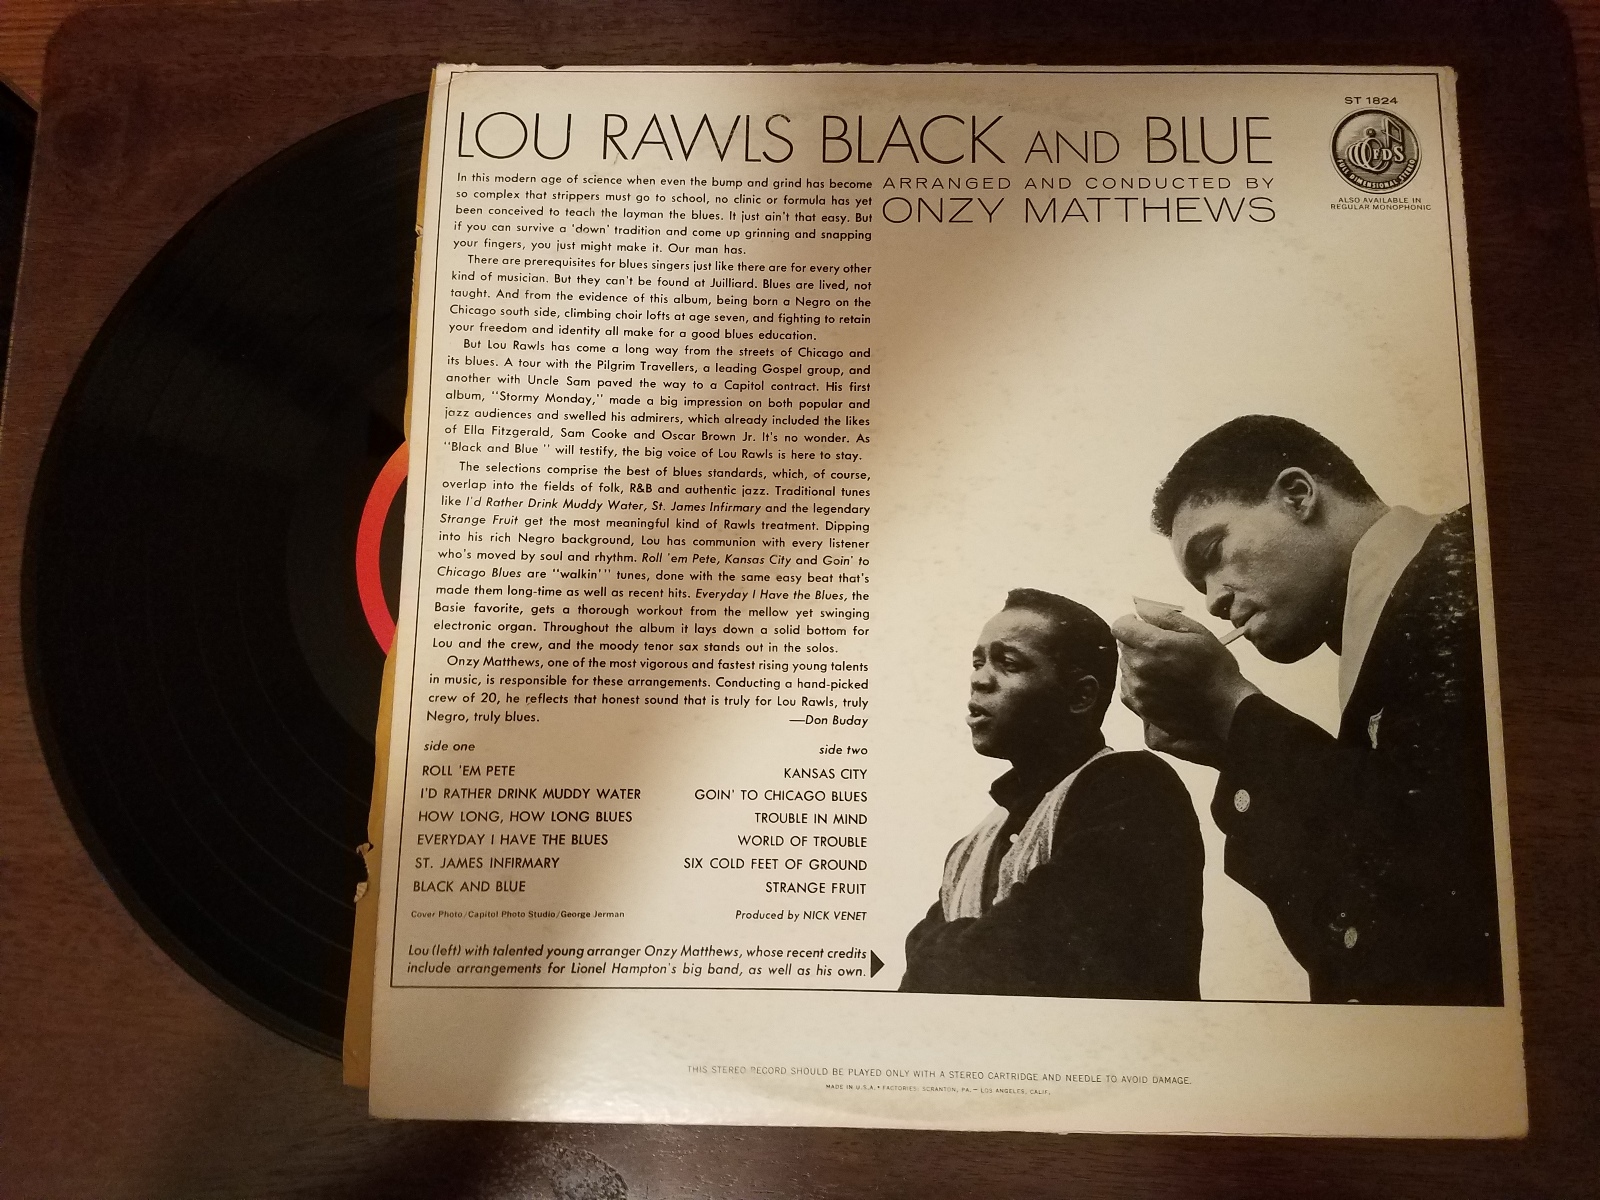 ST 1824
LOU RAWLS BLACK AND BLUE
FDS
FULL DIMENSIONAL STEREO
ALSO AVAILABLE IN
REGULAR MONOPHONIC
ARRANGED AND CONDUCTED BY
ONZY MATTHEWS
In this modern age of science when even the bump and grind has become
so complex that strippers must go to school, no clinic or formula has yet
been conceived to teach the layman the blues. It just ain't that easy. But
if you can survive a 'down' tradition and come up grinning and snapping
your fingers, you just might make it. Our man has.
There are prerequisites for blues singers just like there are for every other
kind of musician. But they can't be found at Juilliard. Blues are lived, not
taught. And from the evidence of this album, being born a Negro on the
Chicago south side, climbing choir lofts at age seven, and fighting to retain
your freedom and identity all make for a good blues education.
But Lou Rawls has come a long way from the streets of Chicago and
its blues. A tour with the Pilgrim Travellers, a leading Gospel group, and
another with Uncle Sam paved the way to a Capitol contract. His first
album, "Stormy Monday," made a big impression on both popular and
jazz audiences and swelled his admirers, which already included the likes
of Ella Fitzgerald, Sam Cooke and Oscar Brown Jr. It's no wonder. As
"Black and Blue " will testify, the big voice of Lou Rawls is here to stay.
The selections comprise the best of blues standards, which, of course,
overlap into the fields of folk, R&B and authentic jazz. Traditional tunes
like I'd Rather Drink Muddy Water, St. James Infirmary and the legendary
Strange Fruit get the most meaningful kind of Rawls treatment. Dipping
into his rich Negro background, Lou has communion with every listener
who's moved by soul and rhythm. Roll 'em Pete, Kansas City and Goin' to
Chicago Blues are "walkin'" tunes, done with the same easy beat that's
made them long-time as well as recent hits. Everyday I Have the Blues, the
Basie favorite, gets a thorough workout from the mellow yet swinging
electronic organ. Throughout the album it lays down a solid bottom for
Lou and the crew, and the moody tenor sax stands out in the solos.
Onzy Matthews, one of the most vigorous and fastest rising young talents
in music, is responsible for these arrangements. Conducting a hand-picked
crew of 20, he reflects that honest sound that is truly for Lou Rawls, truly
Negro, truly blues. —Don Buday
side one
ROLL 'EM PETE
I'D RATHER DRINK MUDDY WATER
HOW LONG, HOW LONG BLUES
EVERYDAY I HAVE THE BLUES
ST. JAMES INFIRMARY
BLACK AND BLUE
side two
KANSAS CITY
GOIN' TO CHICAGO BLUES
TROUBLE IN MIND
WORLD OF TROUBLE
SIX COLD FEET OF GROUND
STRANGE FRUIT
Cover Photo/Capitol Photo Studio/George Jerman
Produced by NICK VENET
Lou (left) with talented young arranger Onzy Matthews, whose recent credits
include arrangements for Lionel Hampton's big band, as well as his own.
THIS STEREO RECORD SHOULD BE PLAYED ONLY WITH A STEREO CARTRIDGE AND NEEDLE TO AVOID DAMAGE.
MADE IN U.S.A. • FACTORIES: SCRANTON, PA. — LOS ANGELES, CALIF.